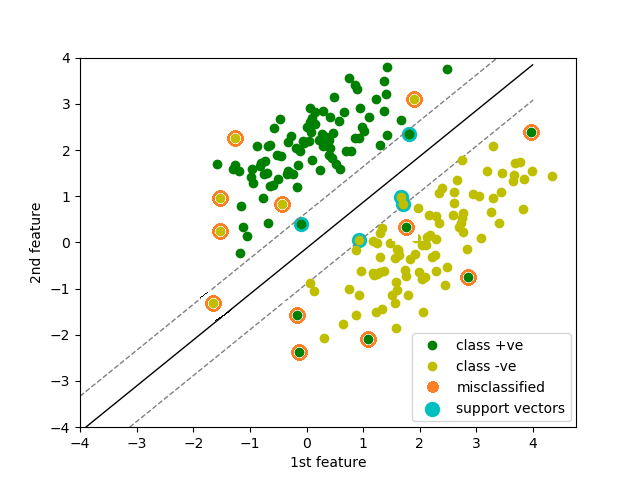 4
3
2
1
0
−1
−2
−3
−4
2nd feature
class +ve
class -ve
misclassified
support vectors
−4 −3 −2 −1 0 1 2 3 4
1st feature